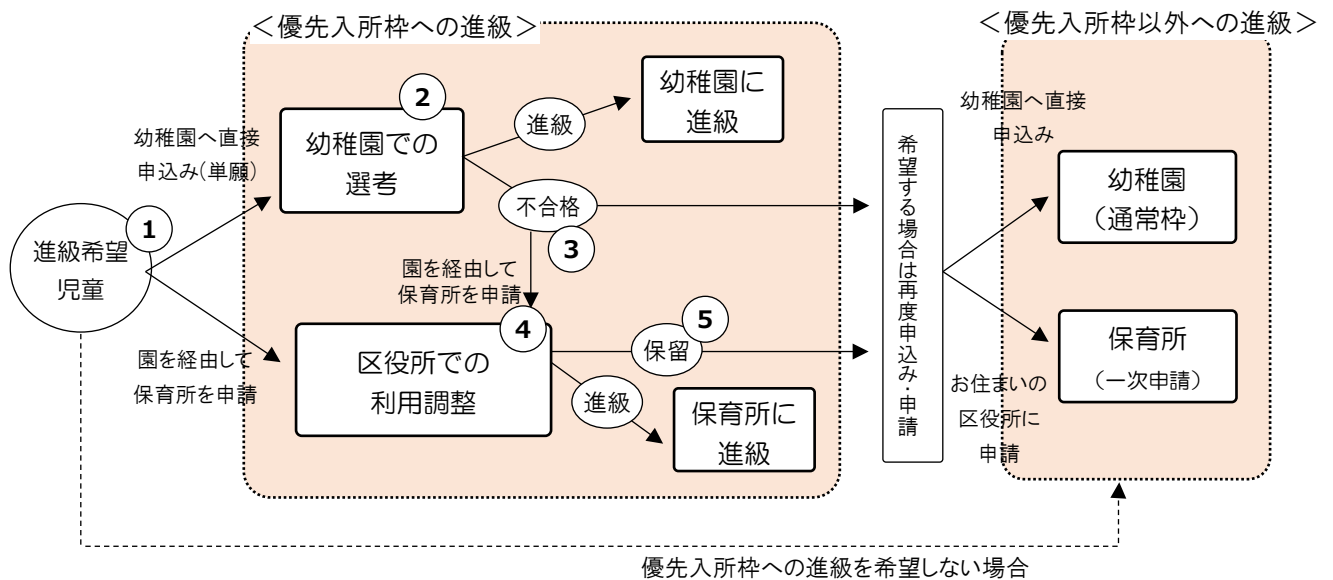 ＜優先入所枠への進級＞
＜優先入所枠以外への進級＞
1
進級希望
児童
幼稚園へ直接
申込み（単願）
2
幼稚園での
選考
進級
幼稚園に
進級
不合格
3
園を経由して
保育所を申請
園を経由して
保育所を申請
4
区役所での
利用調整
保留
5
進級
保育所に
進級
希望する場合は再度申込み・申請
幼稚園へ直接
申込み
幼稚園
（通常枠）
保育所
（一次申請）
お住まいの
区役所に
申請
優先入所枠への進級を希望しない場合